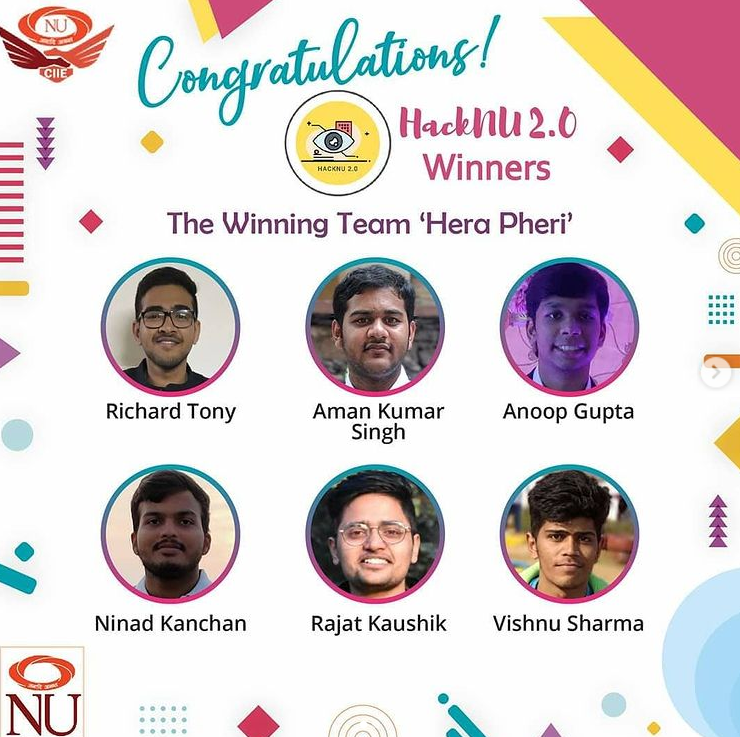 NU
CIIE
Congratulations!
HACKNU 2.0
HackNU 2.0
Winners
The Winning Team ‘Hera Pheri’
Richard Tony
Aman Kumar
Singh
Anoop Gupta
Ninad Kanchan
Rajat Kaushik
Vishnu Sharma
NU